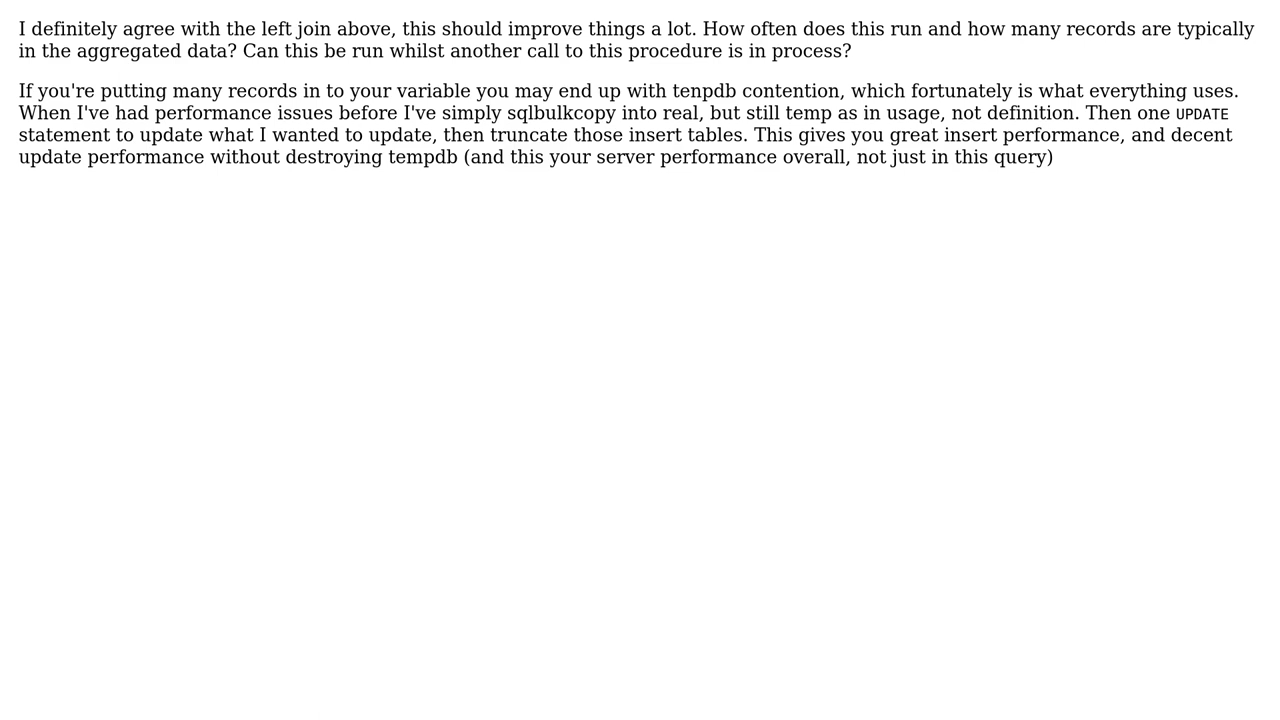 I definitely agree with the left join above, this should improve things a lot. How often does this run and how many records are typically
in the aggregated data? Can this be run whilst another call to this procedure is in process?
If you're putting many records in to your variable you may end up with tenpdb contention, which fortunately is what everything uses.
When I've had performance issues before I've simply sqlbulkcopy into real, but still temp as in usage, not definition. Then one UPDATE
statement to update what I wanted to update, then truncate those insert tables. This gives you great insert performance, and decent
update performance without destroying tempdb (and this your server performance overall, not just in this query)